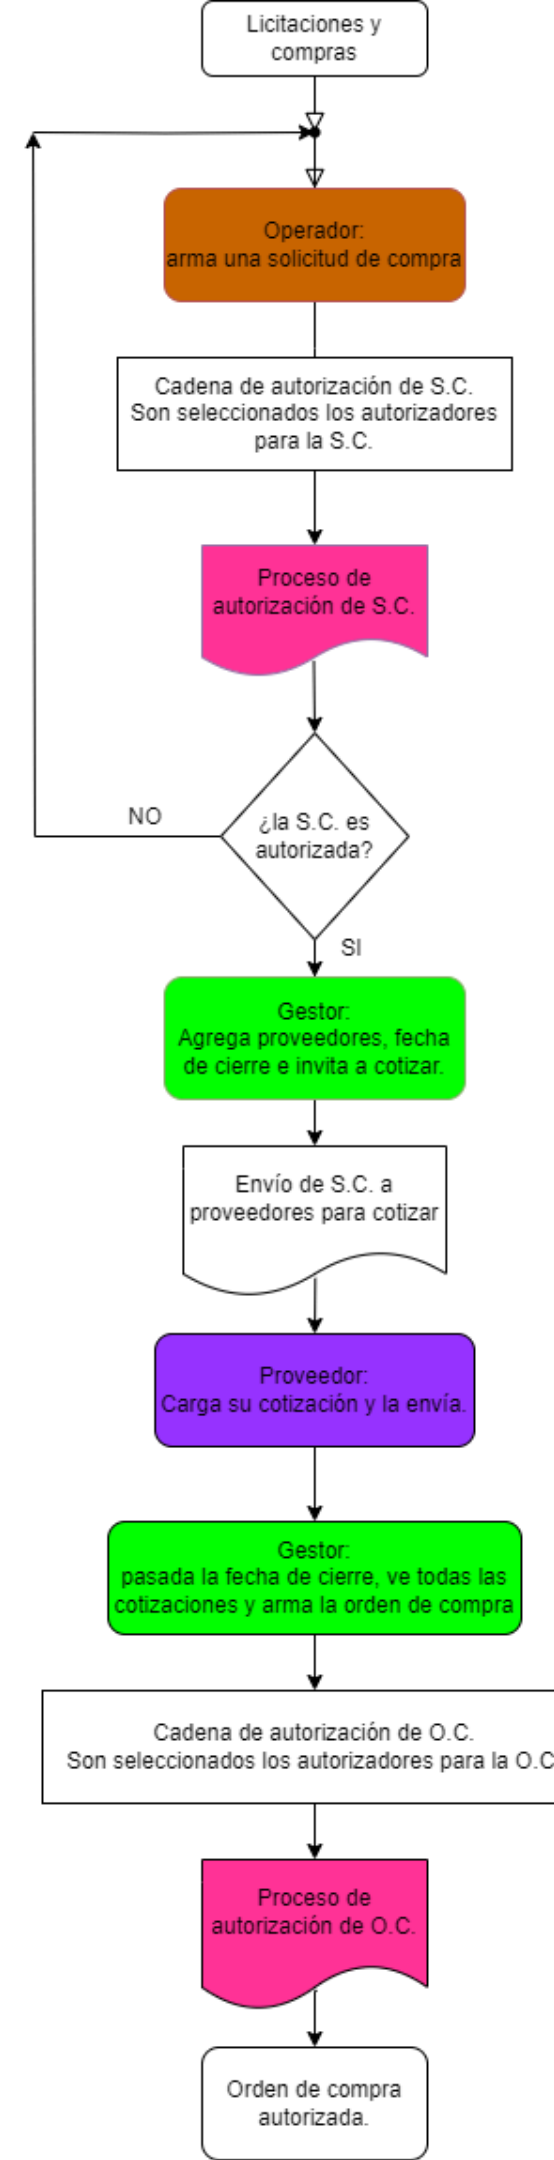 Licitaciones y
compras
Operador:
arma una solicitud de compra
Cadena de autorización de S.C.
Son seleccionados los autorizadores
para la S.C.
Proceso de
autorización de S.C.
¿la S.C. es
autorizada?
NO
SI
Gestor:
Agrega proveedores, fecha
de cierre e invita a cotizar.
Envío de S.C. a
proveedores para cotizar
Proveedor:
Carga su cotización y la envía.
Gestor:
pasada la fecha de cierre, ve todas las
cotizaciones y arma la orden de compra
Cadena de autorización de O.C.
Son seleccionados los autorizadores para la O.C
Proceso de
autorización de O.C.
Orden de compra
autorizada.